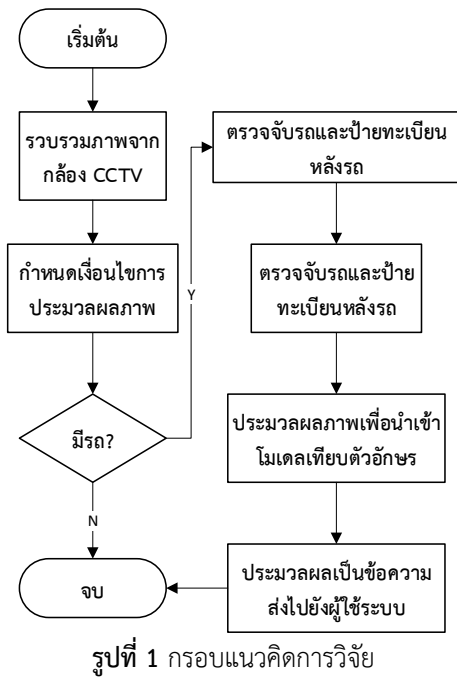 เริ่มต้น
รวบรวมภาพจาก
กล้อง CCTV
กำหนดเงื่อนไขการ
ประมวลผลภาพ
มีรถ?
Y
N
ตรวจจับรถและป้ายทะเบียน
หลังรถ
ตรวจจับรถและป้าย
ทะเบียนหลังรถ
ประมวลผลภาพเพื่อนำเข้า
โมเดลเทียบตัวอักษร
ประมวลผลเป็นข้อความ
ส่งไปยังผู้ใช้ระบบ
จบ
รูปที่ 1 กรอบแนวคิดการวิจัย